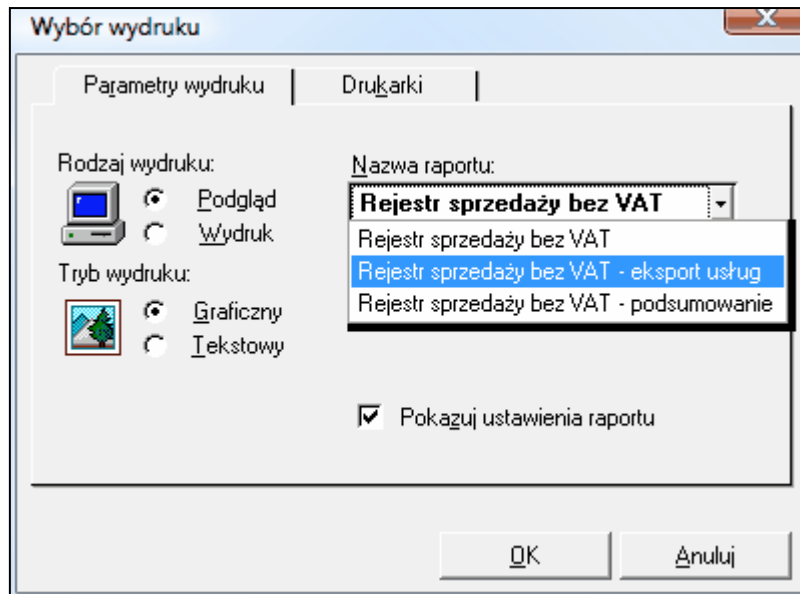 Wybór wydruku
Parametry wydruku
Drukarki
Rodzaj wydruku:
Podgląd
Wydruk
Tryb wydruku:
Graficzny
Tekstowy
Nazwa raportu:
Rejestr sprzedaży bez VAT
Rejestr sprzedaży bez VAT
Rejestr sprzedaży bez VAT - eksport usług
Rejestr sprzedaży bez VAT - podsumowanie
Pokazuj ustawienia raportu
OK
Anuluj